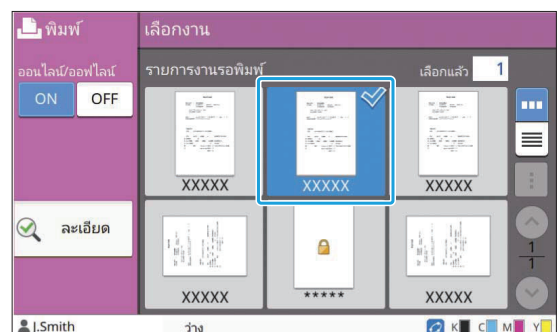 พิมพ์
เลือกงาน
ออนไลน์/ออฟไลน์
รายการงานรอพิมพ์
เลือกแล้ว 1
ON OFF
XXXXX XXXXX XXXXX
ละเอียด
1
1
XXXXX ***** XXXXX
J.Smith ว่าง K C M Y